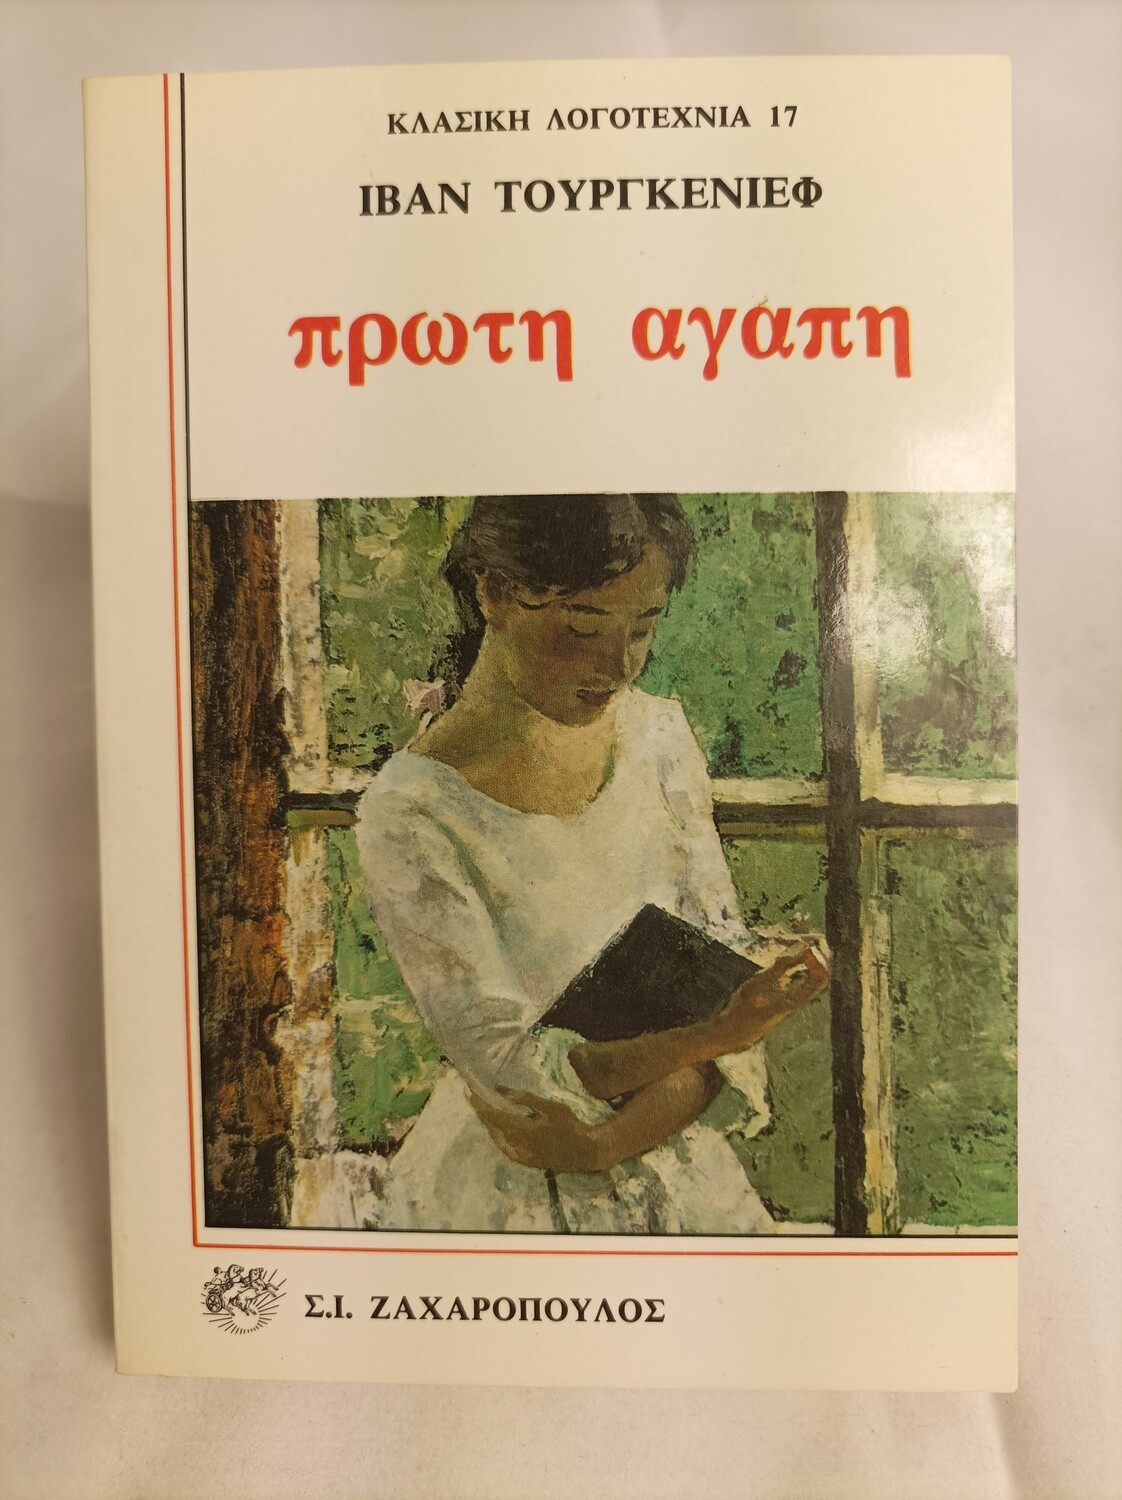 ΚΛΑΣΙΚΗ ΛΟΓΟΤΕΧΝΙΑ 17
ΙΒΑΝ ΤΟΥΡΓΚΕΝΙΕΦ
πρωτη αγαπη
Σ.Ι. ΖΑΧΑΡΟΠΟΥΛΟΣ